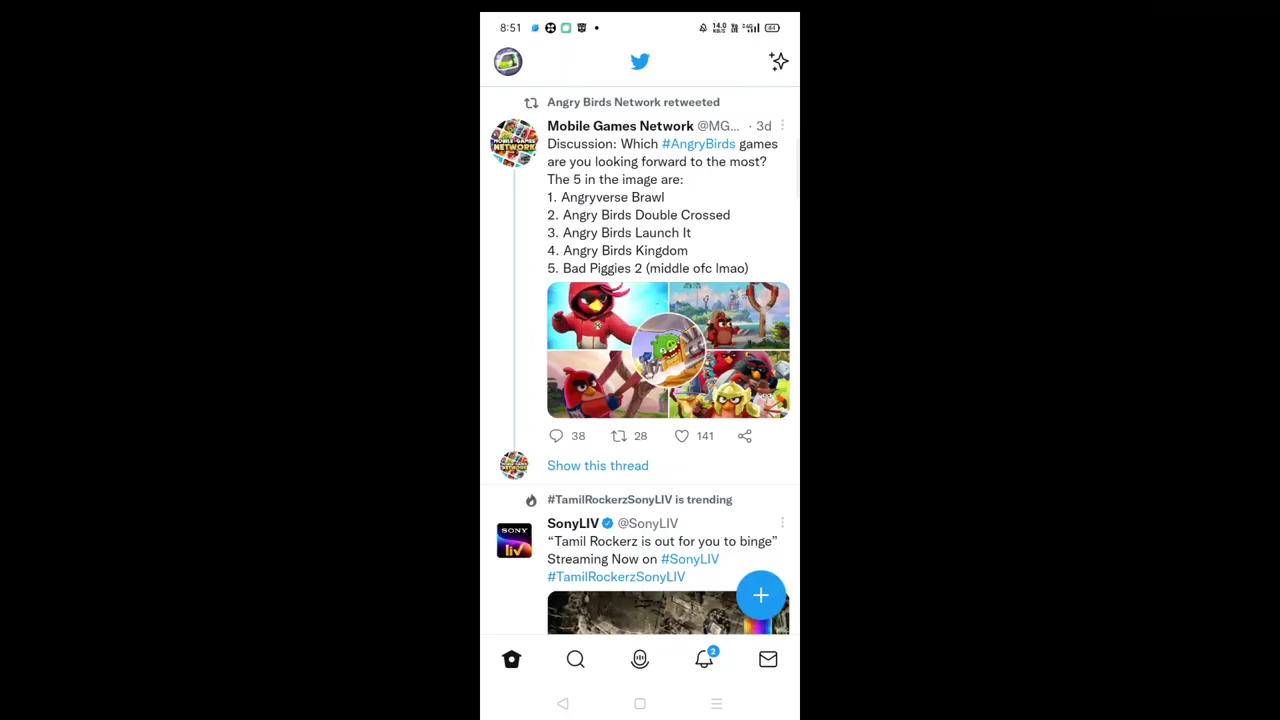 8:51
14.0
KB/S
44
Angry Birds Network retweeted
Mobile Games Network @MG... · 3d
Discussion: Which #AngryBirds games
are you looking forward to the most?
The 5 in the image are:
1. Angryverse Brawl
2. Angry Birds Double Crossed
3. Angry Birds Launch It
4. Angry Birds Kingdom
5. Bad Piggies 2 (middle ofc lmao)
38 28 141
Show this thread
#TamilRockerzSonyLIV is trending
SonyLIV @SonyLIV
SONY
liv
“Tamil Rockerz is out for you to binge”
Streaming Now on #SonyLIV
#TamilRockerzSonyLIV
2